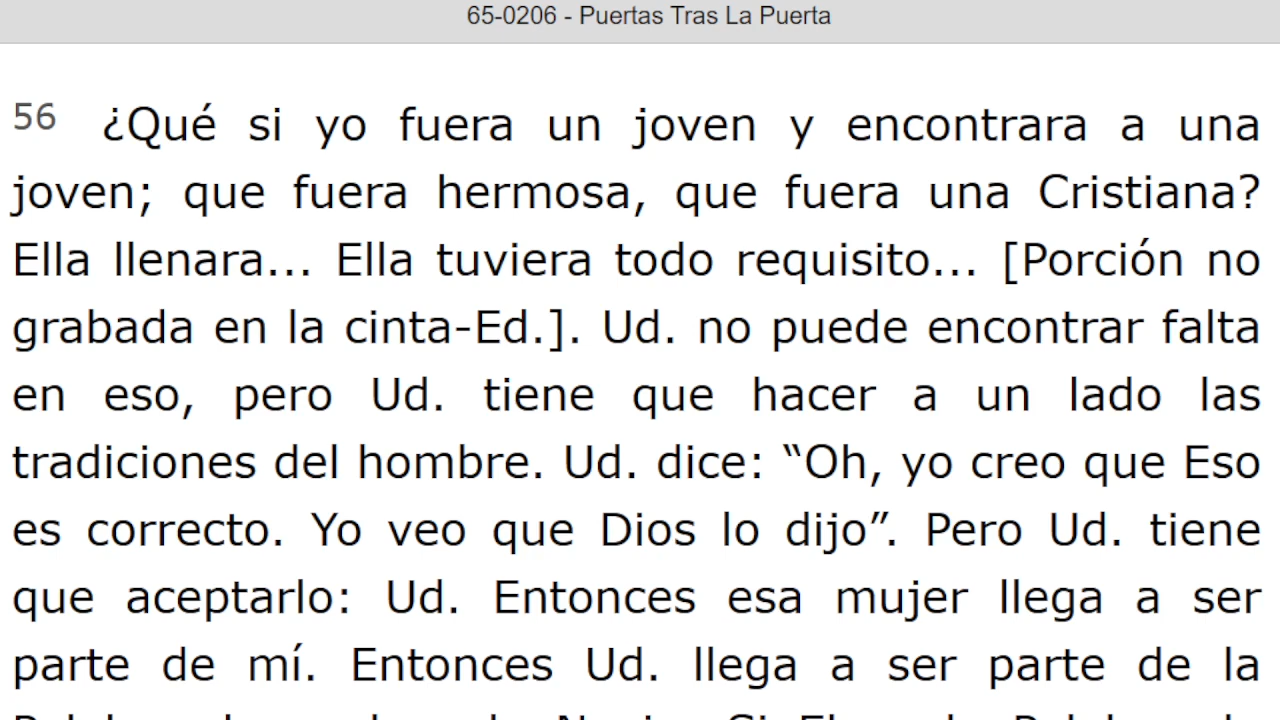 65-0206 - Puertas Tras La Puerta
56 ¿Qué si yo fuera un joven y encontrara a una
joven; que fuera hermosa, que fuera una Cristiana?
Ella llenara... Ella tuviera todo requisito... [Porción no
grabada en la cinta-Ed.]. Ud. no puede encontrar falta
en eso, pero Ud. tiene que hacer a un lado las
tradiciones del hombre. Ud. dice: “Oh, yo creo que Eso
es correcto. Yo veo que Dios lo dijo”. Pero Ud. tiene
que aceptarlo: Ud. Entonces esa mujer llega a ser
parte de mí. Entonces Ud. llega a ser parte de la